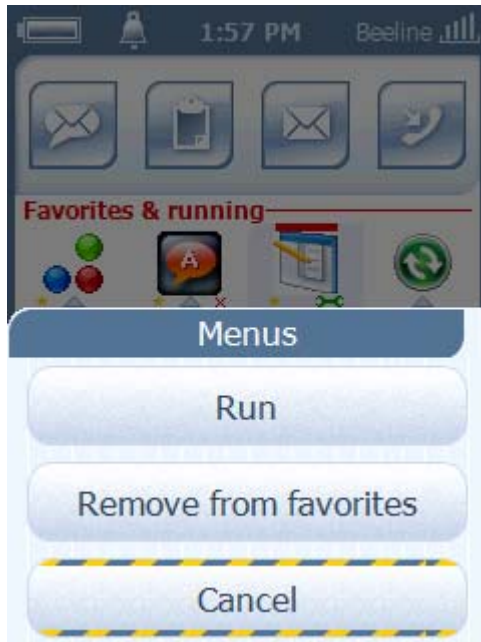 1:57 PM Beeline
Favorites & running
A
Menus
Run
Remove from favorites
Cancel